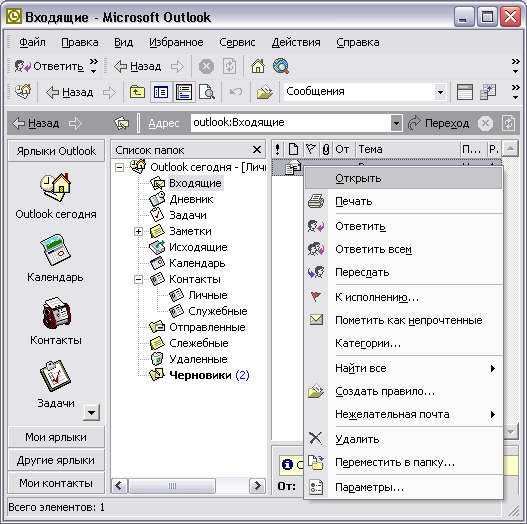 Входящие - Microsoft Outlook
Файл Правка Вид Избранное Сервис Действия Справка
Ответить » Назад »
Назад Сообщения »
Назад Адрес outlook:Входящие Переход
Ярлыки Outlook
Outlook сегодня
Календарь
Контакты
Задачи
Мои ярлыки
Другие ярлыки
Мои контакты
Список папок
Outlook сегодня - [Лич
Входящие
Дневник
Задачи
Заметки
Исходящие
Календарь
Контакты
Личные
Служебные
Отправленные
Слежебные
Удаленные
Черновики (2)
! От Тема П... Р.
Открыть
Печать
Ответить
Ответить всем
Переслать
К исполнению...
Пометить как непрочтенные
Категории...
Найти все
Создать правило...
Нежелательная почта
Удалить
Переместить в папку...
Параметры...
От:
Всего элементов: 1